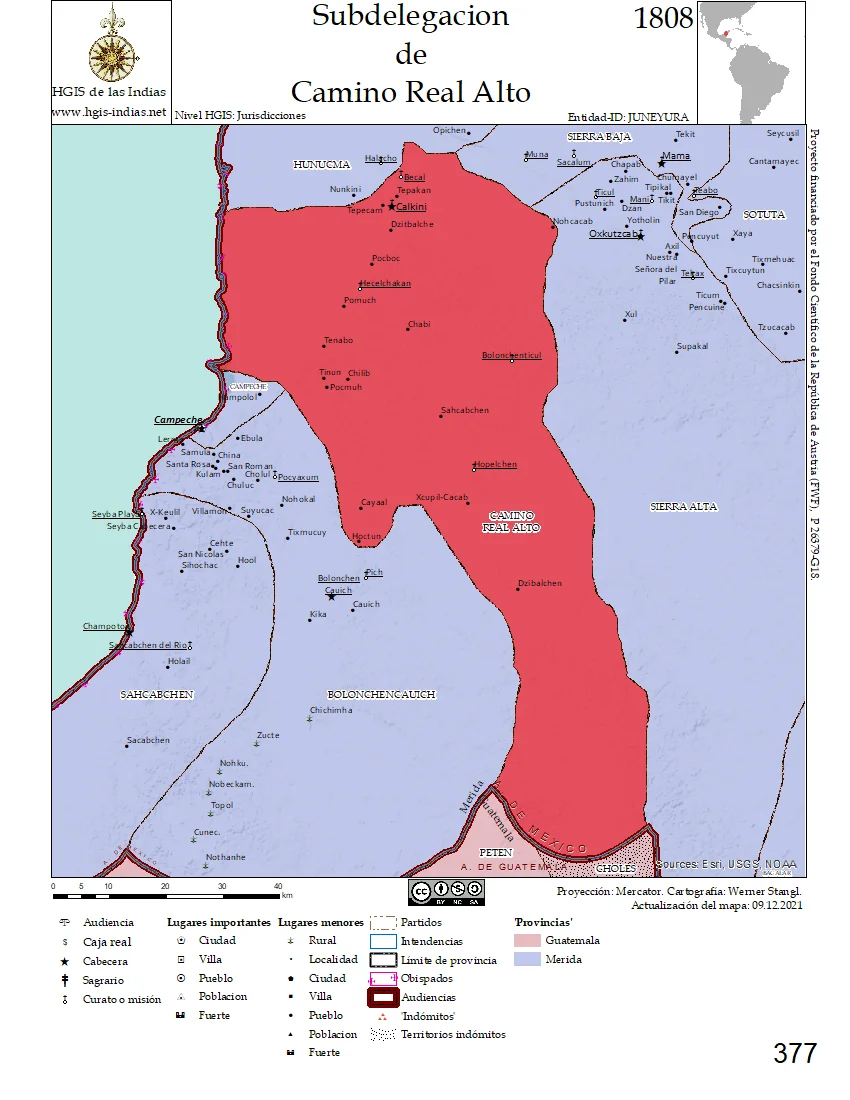 Subdelegacion
de
Camino Real Alto
1808
HGIS de las Indias
www.hgis-indias.net
Nivel HGIS: Jurisdicciones
Entidad-ID: JUNEYURA
Opichen
SIERRA BAJA
Tekit
Seycusil
HUNUCMA
Halacho
Muna
Sacalum
Mama
Chapab
Cantamayec
Becal
Zahim
Chumayel
Nunkini
Tepakan
Ticul
Tipikal
Teabo
Mani
Tikit
Tepecam
Calkini
Pustunich
Dzan
San Diego
SOTUTA
Dzitbalche
Nohcacab
Yotholin
Oxkutzcab
Pencuyut
Xaya
Axil
Pocboc
Nuestra
Señora del
Pilar
Tekax
Tixmehuac
Tixcuytun
Hecelchakan
Chacsinkin
Pomuch
Ticum
Pencuine
Chabi
Xul
Tzucacab
Tenabo
Supakal
Bolonchenticul
Tinun
Chilib
Pocmuh
CAMPECHE
Hampolol
Sahcabchen
Campeche
Lerma
Ebula
Samula
China
Santa Rosa
San Roman
Hopelchen
Kulam
Cholul
Pocyaxum
Chuluc
Nohokal
Cayaal
Xcupil-Cacab
SIERRA ALTA
Seyba Playa
X-Keulil
Villamon
Suyucac
CAMINO
REAL ALTO
Seyba Cabecera
Tixmucuy
Hoctun
Cehte
San Nicolas
Hool
Sihochac
Pich
Bolonchen
Cauich
Dzibalchen
Cauich
Kika
Champoton
Sahcabchen del Rio
Holail
SAHCABCHEN
BOLONCHENCAUICH
Chichimha
Sacabchen
Zucte
Nohku.
Nobeckam.
Topol
Cunec.
Nothanhe
Merida
Guatemala
A. DE MEXICO
PETEN
A. DE GUATEMALA
CHOLES
A. DE MEXICO
Sources: Esri, USGS, NOAA
BACALAR
Proyecto financiado por el Fondo Científico de la República de Austria (FWF), P 26379-G18.
0 5 10 20 30 40
km
CC BY NC SA
Proyección: Mercator. Cartografía: Werner Stangl.
Actualización del mapa: 09.12.2021
Audiencia
Caja real
Cabecera
Sagrario
Curato o misión
Lugares importantes
Ciudad
Villa
Pueblo
Poblacion
Fuerte
Lugares menores
Rural
Localidad
Ciudad
Villa
Pueblo
Poblacion
Fuerte
Partidos
Intendencias
Límite de provincia
Obispados
Audiencias
'Indómitos'
Territorios indómitos
'Provincias'
Guatemala
Merida
377